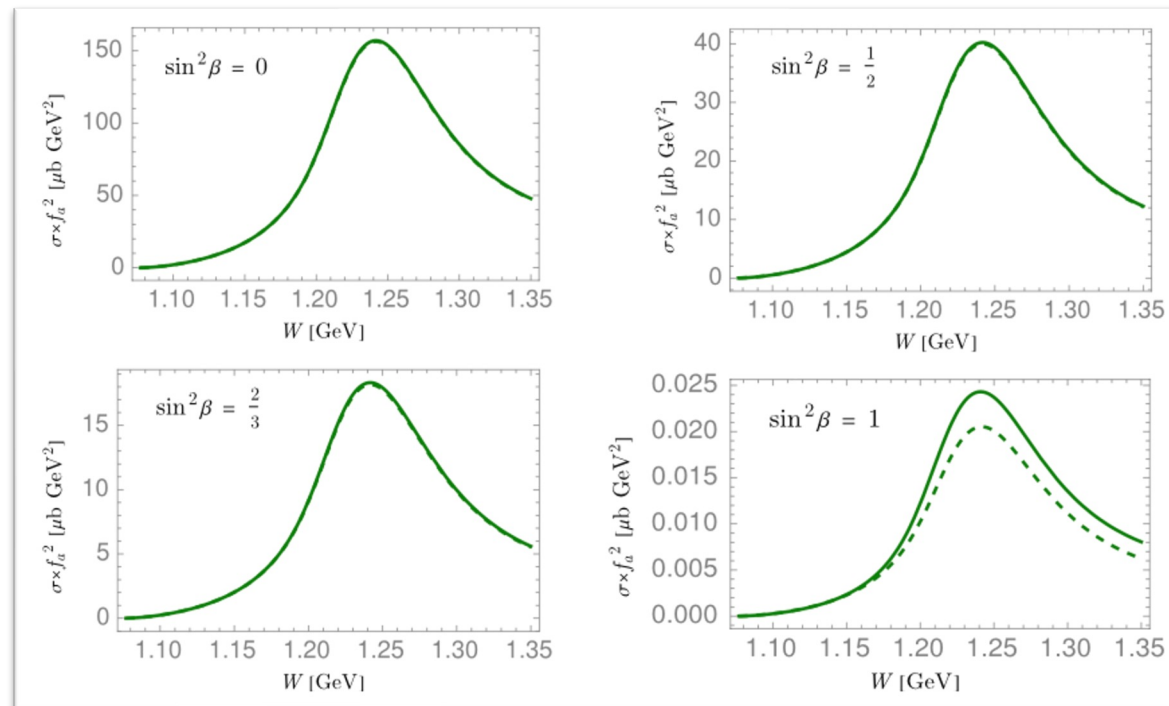 sin²β = 0
σ×fₐ² [μb GeV²]
150
100
50
0
1.10 1.15 1.20 1.25 1.30 1.35
W [GeV]
sin²β = 1/2
σ×fₐ² [μb GeV²]
40
30
20
10
0
1.10 1.15 1.20 1.25 1.30 1.35
W [GeV]
sin²β = 2/3
σ×fₐ² [μb GeV²]
15
10
5
0
1.10 1.15 1.20 1.25 1.30 1.35
W [GeV]
sin²β = 1
σ×fₐ² [μb GeV²]
0.025
0.020
0.015
0.010
0.005
0.000
1.10 1.15 1.20 1.25 1.30 1.35
W [GeV]